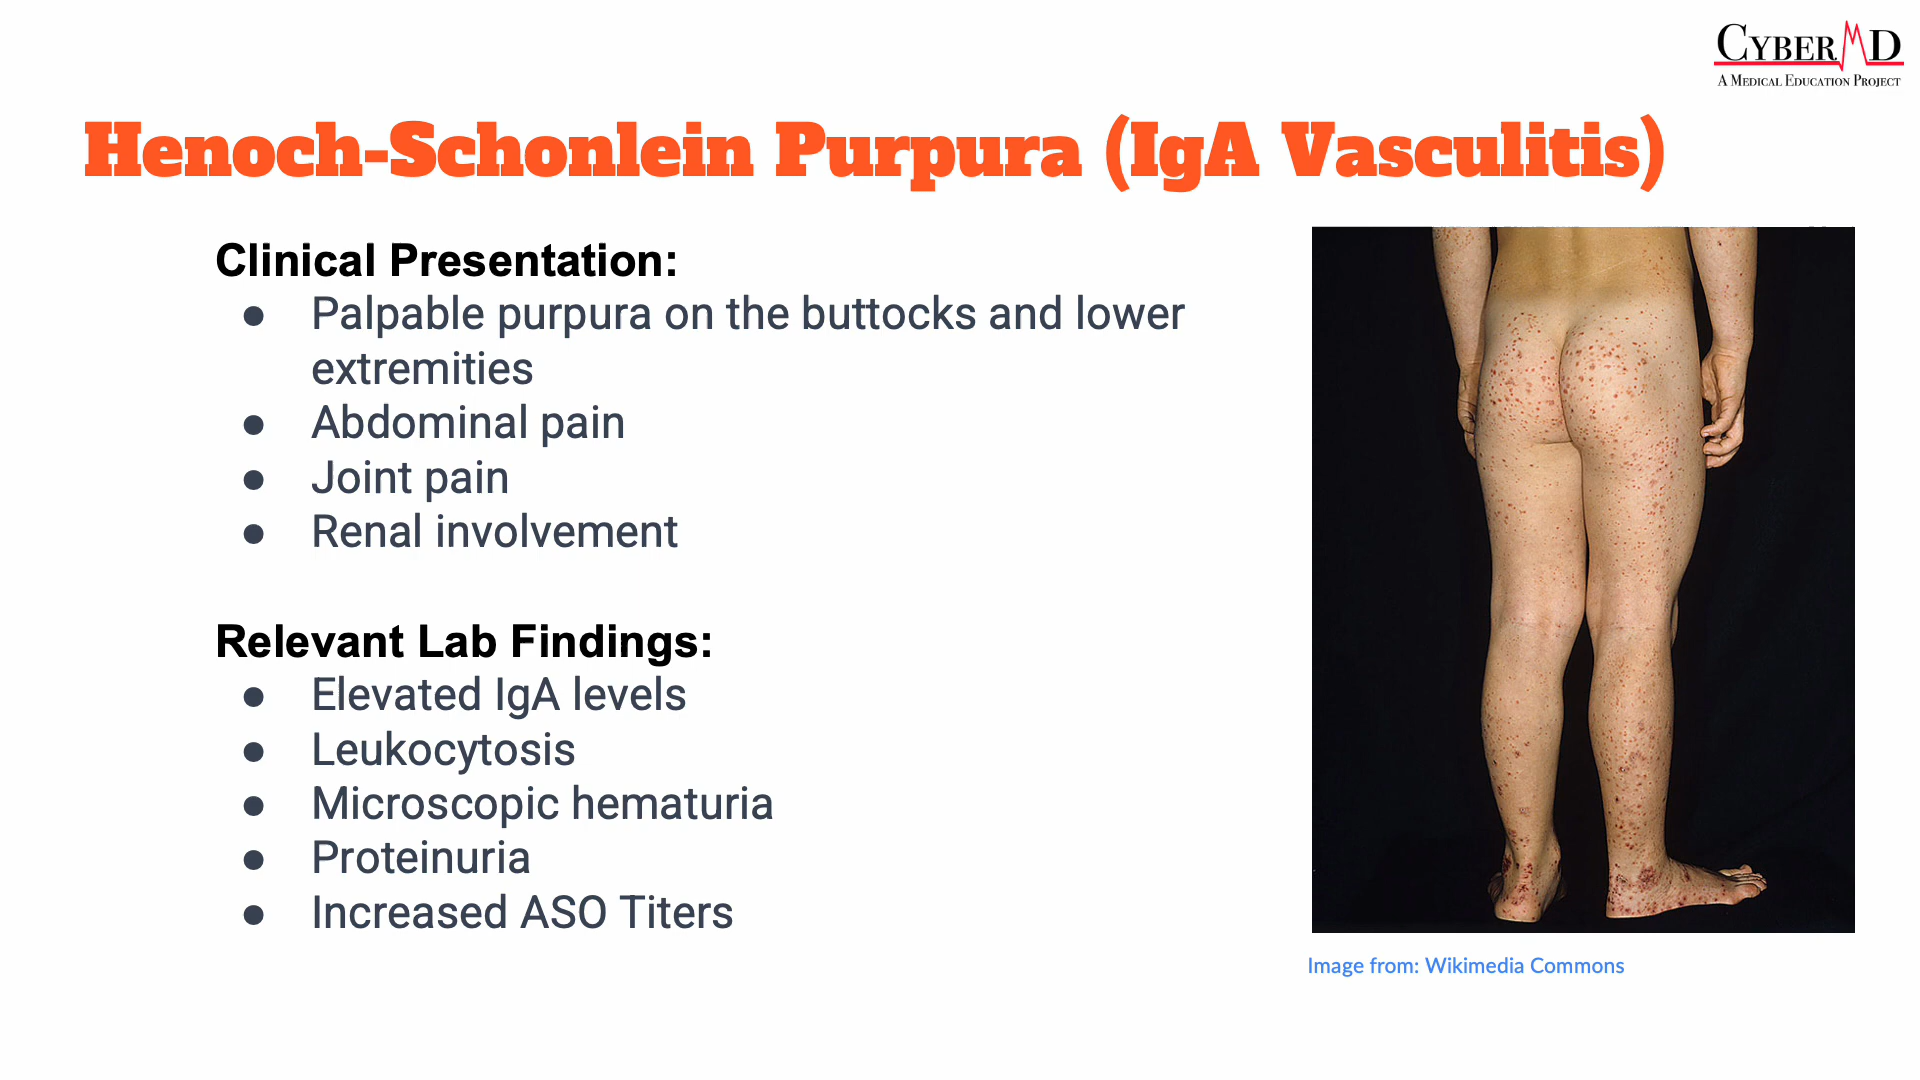 CYBERMD
A MEDICAL EDUCATION PROJECT
Henoch-Schonlein Purpura (IgA Vasculitis)
Clinical Presentation:
● Palpable purpura on the buttocks and lower
extremities
● Abdominal pain
● Joint pain
● Renal involvement
Relevant Lab Findings:
● Elevated IgA levels
● Leukocytosis
● Microscopic hematuria
● Proteinuria
● Increased ASO Titers
Image from: Wikimedia Commons